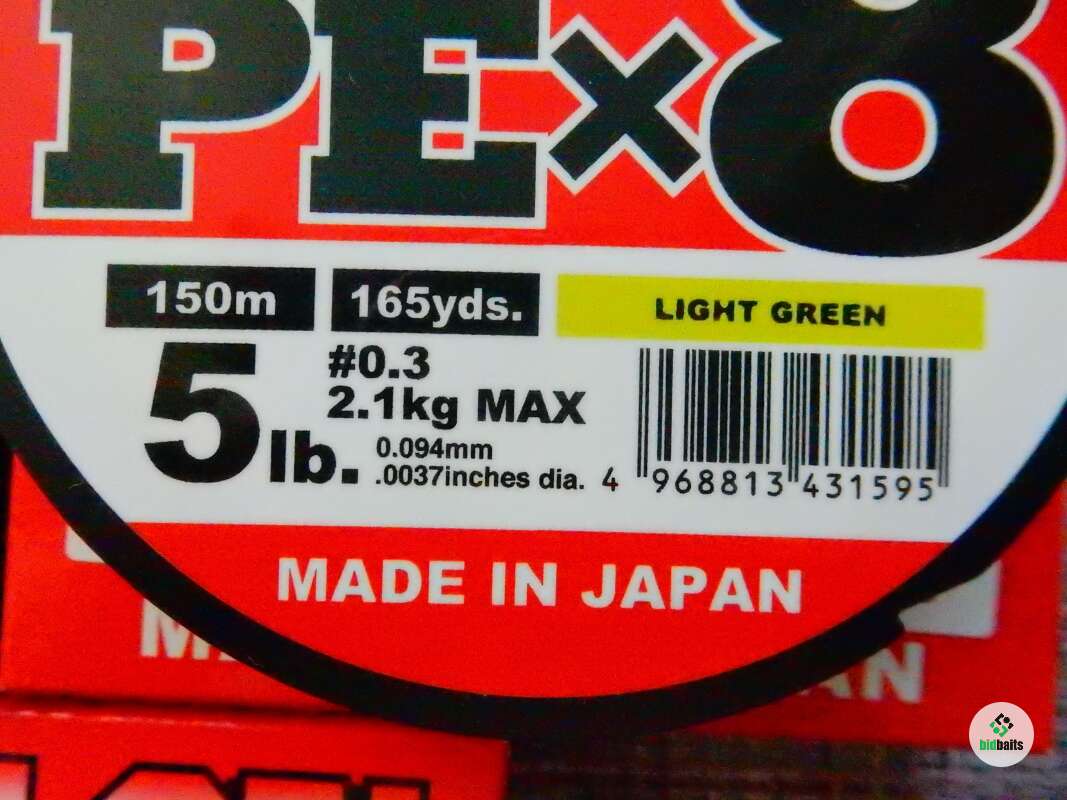 PE×8
150m 165yds. LIGHT GREEN
5lb. #0.3
2.1kg MAX
0.094mm
.0037inches dia.
4 968813 431595
MADE IN JAPAN
bidbaits